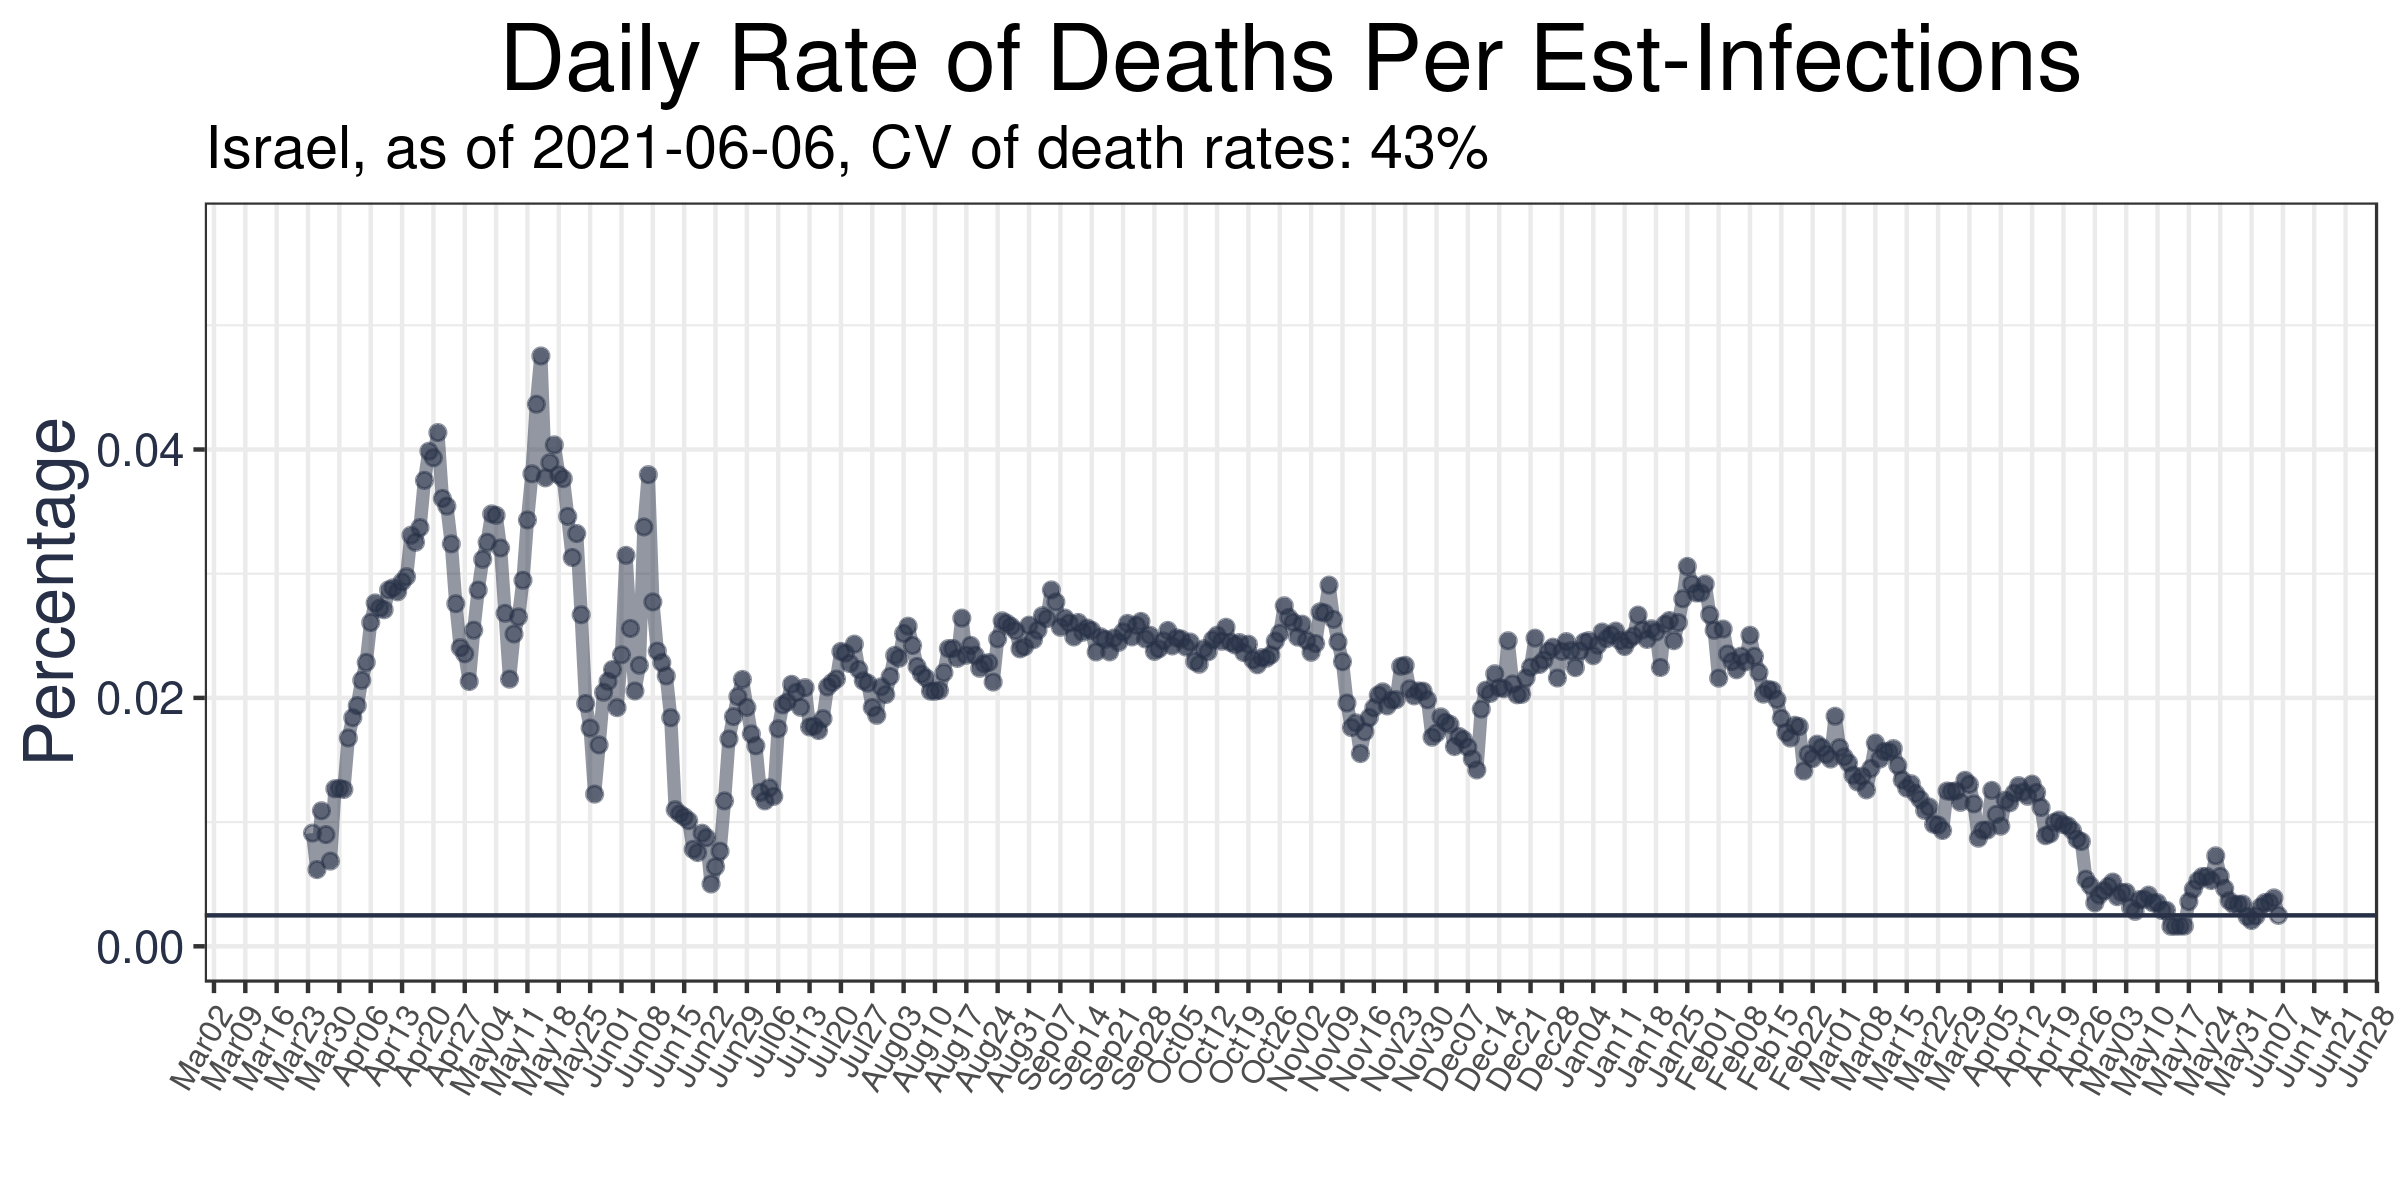 Daily Rate of Deaths Per Est-Infections
Israel, as of 2021-06-06, CV of death rates: 43%
Percentage
0.04
0.02
0.00
Mar02
Mar09
Mar16
Mar23
Mar30
Apr06
Apr13
Apr20
Apr27
May04
May11
May18
May25
Jun01
Jun08
Jun15
Jun22
Jun29
Jul06
Jul13
Jul20
Jul27
Aug03
Aug10
Aug17
Aug24
Aug31
Sep07
Sep14
Sep21
Sep28
Oct05
Oct12
Oct19
Oct26
Nov02
Nov09
Nov16
Nov23
Nov30
Dec07
Dec14
Dec21
Dec28
Jan04
Jan11
Jan18
Jan25
Feb01
Feb08
Feb15
Feb22
Mar01
Mar08
Mar15
Mar22
Mar29
Apr05
Apr12
Apr19
Apr26
May03
May10
May17
May24
May31
Jun07
Jun14
Jun21
Jun28